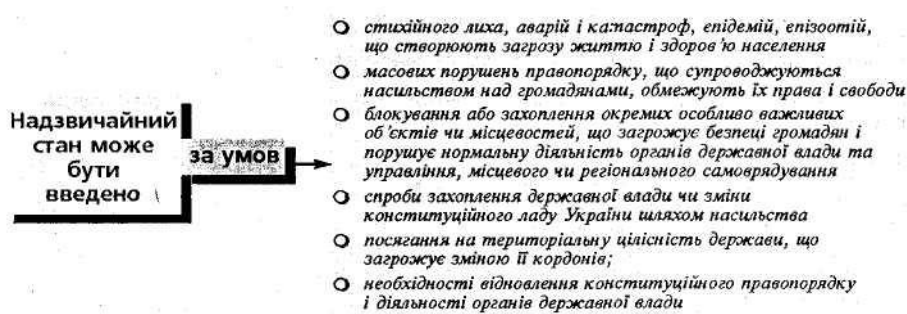 Надзвичайний
стан може
бути
введено
за умов
стихійного лиха, аварій і катастроф, епідемій, епізоотій,
що створюють загрозу життю і здоров'ю населення
масових порушень правопорядку, що супроводжуються
насильством над громадянами, обмежують їх права і свободи
блокування або захоплення окремих особливо важливих
об'єктів чи місцевостей, що загрожує безпеці громадян і
порушує нормальну діяльність органів державної влади та
управління, місцевого чи регіонального самоврядування
спроби захоплення державної влади чи зміни
конституційного ладу України шляхом насильства
посягання на територіальну цілісність держави, що
загрожує зміною її кордонів;
необхідності відновлення конституційного правопорядку
і діяльності органів державної влади